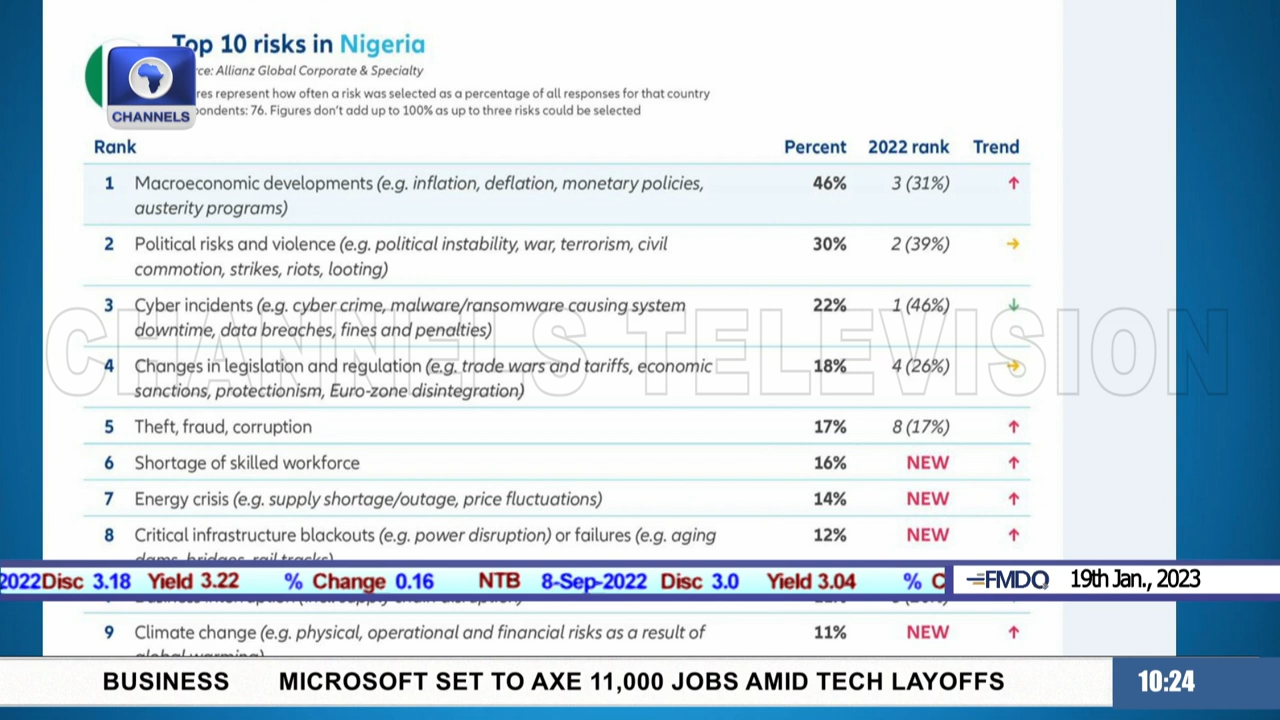 Top 10 risks in Nigeria
rce: Allianz Global Corporate & Specialty
res represent how often a risk was selected as a percentage of all responses for that country
pondents: 76. Figures don't add up to 100% as up to three risks could be selected
CHANNELS
Rank Percent 2022 rank Trend
1 Macroeconomic developments (e.g. inflation, deflation, monetary policies, 46% 3 (31%) ↑
austerity programs)
2 Political risks and violence (e.g. political instability, war, terrorism, civil 30% 2 (39%) →
commotion, strikes, riots, looting)
3 Cyber incidents (e.g. cyber crime, malware/ransomware causing system 22% 1 (46%) ↓
downtime, data breaches, fines and penalties)
CHANNELS TELEVISION
4 Changes in legislation and regulation (e.g. trade wars and tariffs, economic 18% 4 (26%) →
sanctions, protectionism, Euro-zone disintegration)
5 Theft, fraud, corruption 17% 8 (17%) ↑
6 Shortage of skilled workforce 16% NEW ↑
7 Energy crisis (e.g. supply shortage/outage, price fluctuations) 14% NEW ↑
8 Critical infrastructure blackouts (e.g. power disruption) or failures (e.g. aging 12% NEW ↑
dams, bridges, rail tracks)
2022Disc 3.18 Yield 3.22 % Change 0.16 NTB 8-Sep-2022 Disc 3.0 Yield 3.04 % C FMDQ 19th Jan., 2023
9 Climate change (e.g. physical, operational and financial risks as a result of 11% NEW ↑
global warming)
BUSINESS MICROSOFT SET TO AXE 11,000 JOBS AMID TECH LAYOFFS 10:24